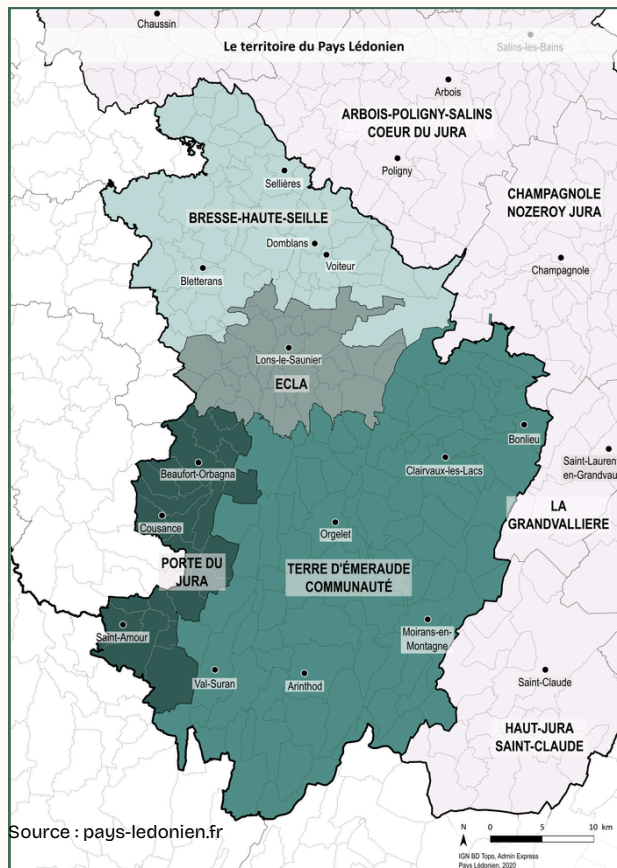 Chaussin
Le territoire du Pays Lédonien
Salins-les-Bains
Arbois
ARBOIS-POLIGNY-SALINS
COEUR DU JURA
Poligny
Sellières
CHAMPAGNOLE
NOZEROY JURA
BRESSE-HAUTE-SEILLE
Domblans
Voiteur
Bletterans
Champagnole
Lons-le-Saunier
ECLA
Bonlieu
Beaufort-Orbagna
Clairvaux-les-Lacs
Saint-Laurent
en-Grandvau
Cousance
Orgelet
LA
GRANDVALLIERE
PORTE DU
JURA
TERRE D'ÉMERAUDE
COMMUNAUTÉ
Saint-Amour
Moirans-en-
Montagne
Val-Suran
Arinthod
Saint-Claude
HAUT-JURA
SAINT-CLAUDE
Source : pays-ledonien.fr
N
0 5 10 km
IGN BD Topo, Admin Express
Pays Lédonien, 2020